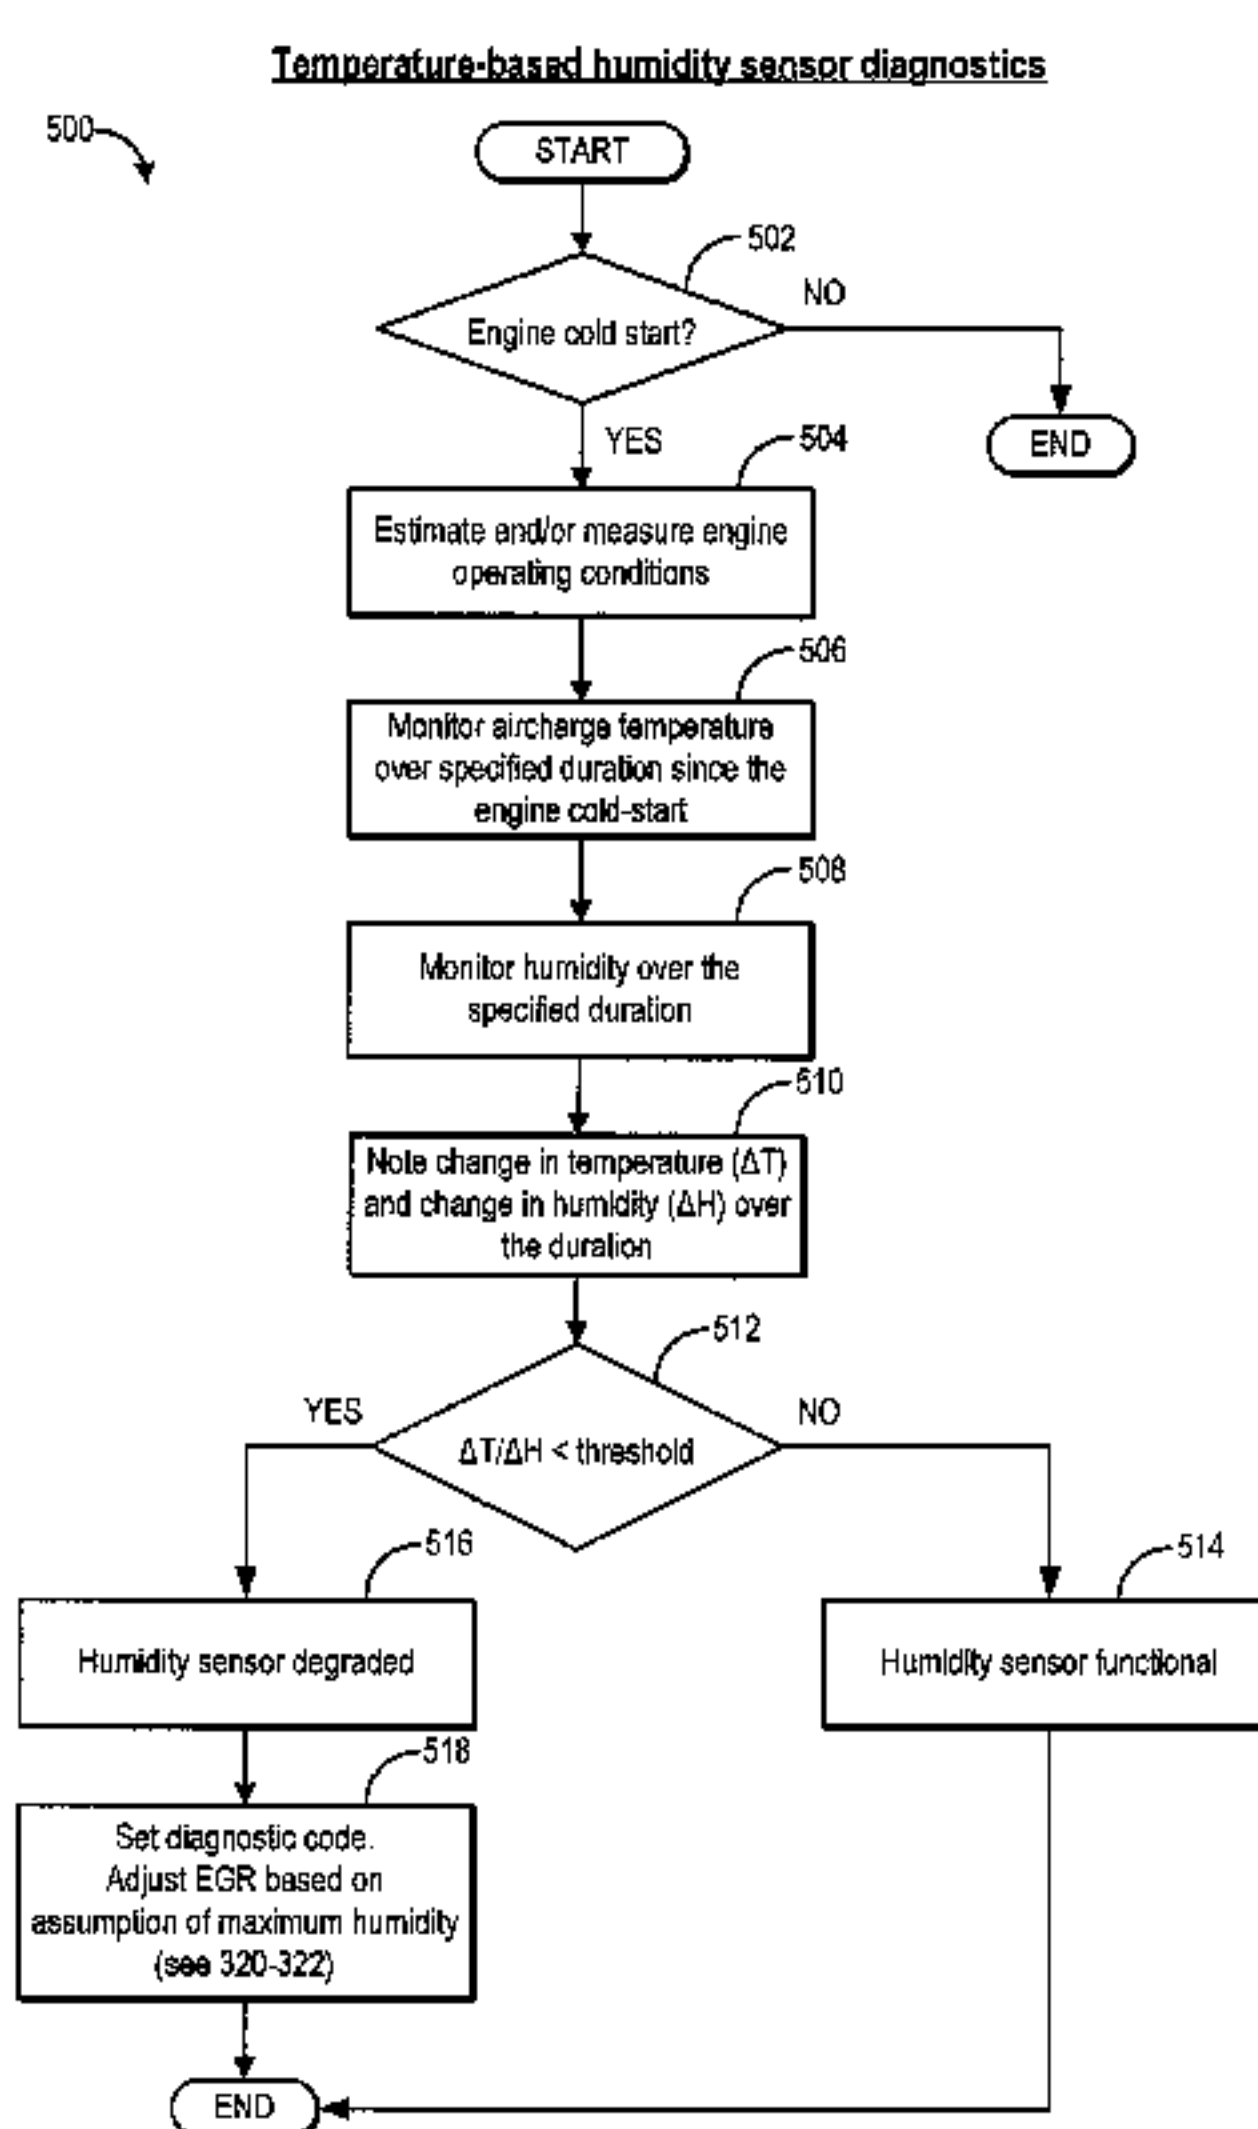 Temperature-based humidity sensor diagnostics
500
START
502
Engine cold start?
NO
END
YES
504
Estimate end/or measure engine
operating conditions
506
Monitor aircharge temperature
over specified duration since the
engine cold-start
508
Monitor humidity over the
specified duration
510
Note change in temperature (ΔT)
and change in humidity (ΔH) over
the duration
512
YES
NO
ΔT/ΔH < threshold
516
514
Humidity sensor degraded
Humidity sensor functional
518
Set diagnostic code.
Adjust EGR based on
assumption of maximum humidity
(see 320-322)
END